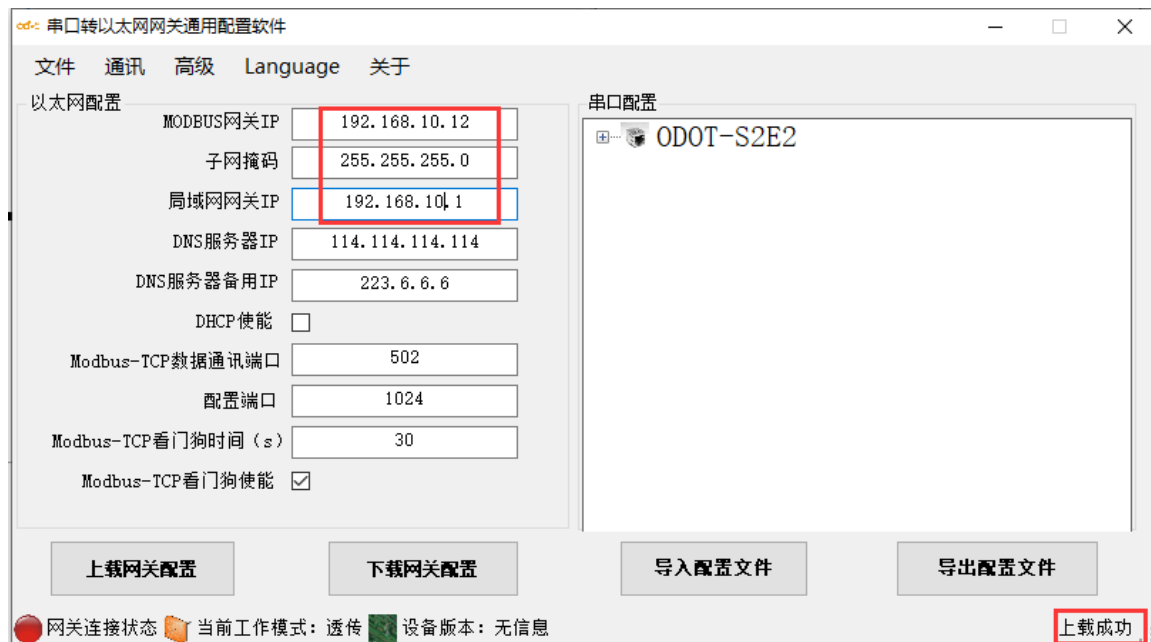 串口转以太网网关通用配置软件
文件 通讯 高级 Language 关于
以太网配置
MODBUS网关IP 192.168.10.12
子网掩码 255.255.255.0
局域网网关IP 192.168.10.1
DNS服务器IP 114.114.114.114
DNS服务器备用IP 223.6.6.6
DHCP使能
Modbus-TCP数据通讯端口 502
配置端口 1024
Modbus-TCP看门狗时间(s) 30
Modbus-TCP看门狗使能
串口配置
ODOT-S2E2
上载网关配置 下载网关配置 导入配置文件 导出配置文件
网关连接状态 当前工作模式：透传 设备版本：无信息 上载成功